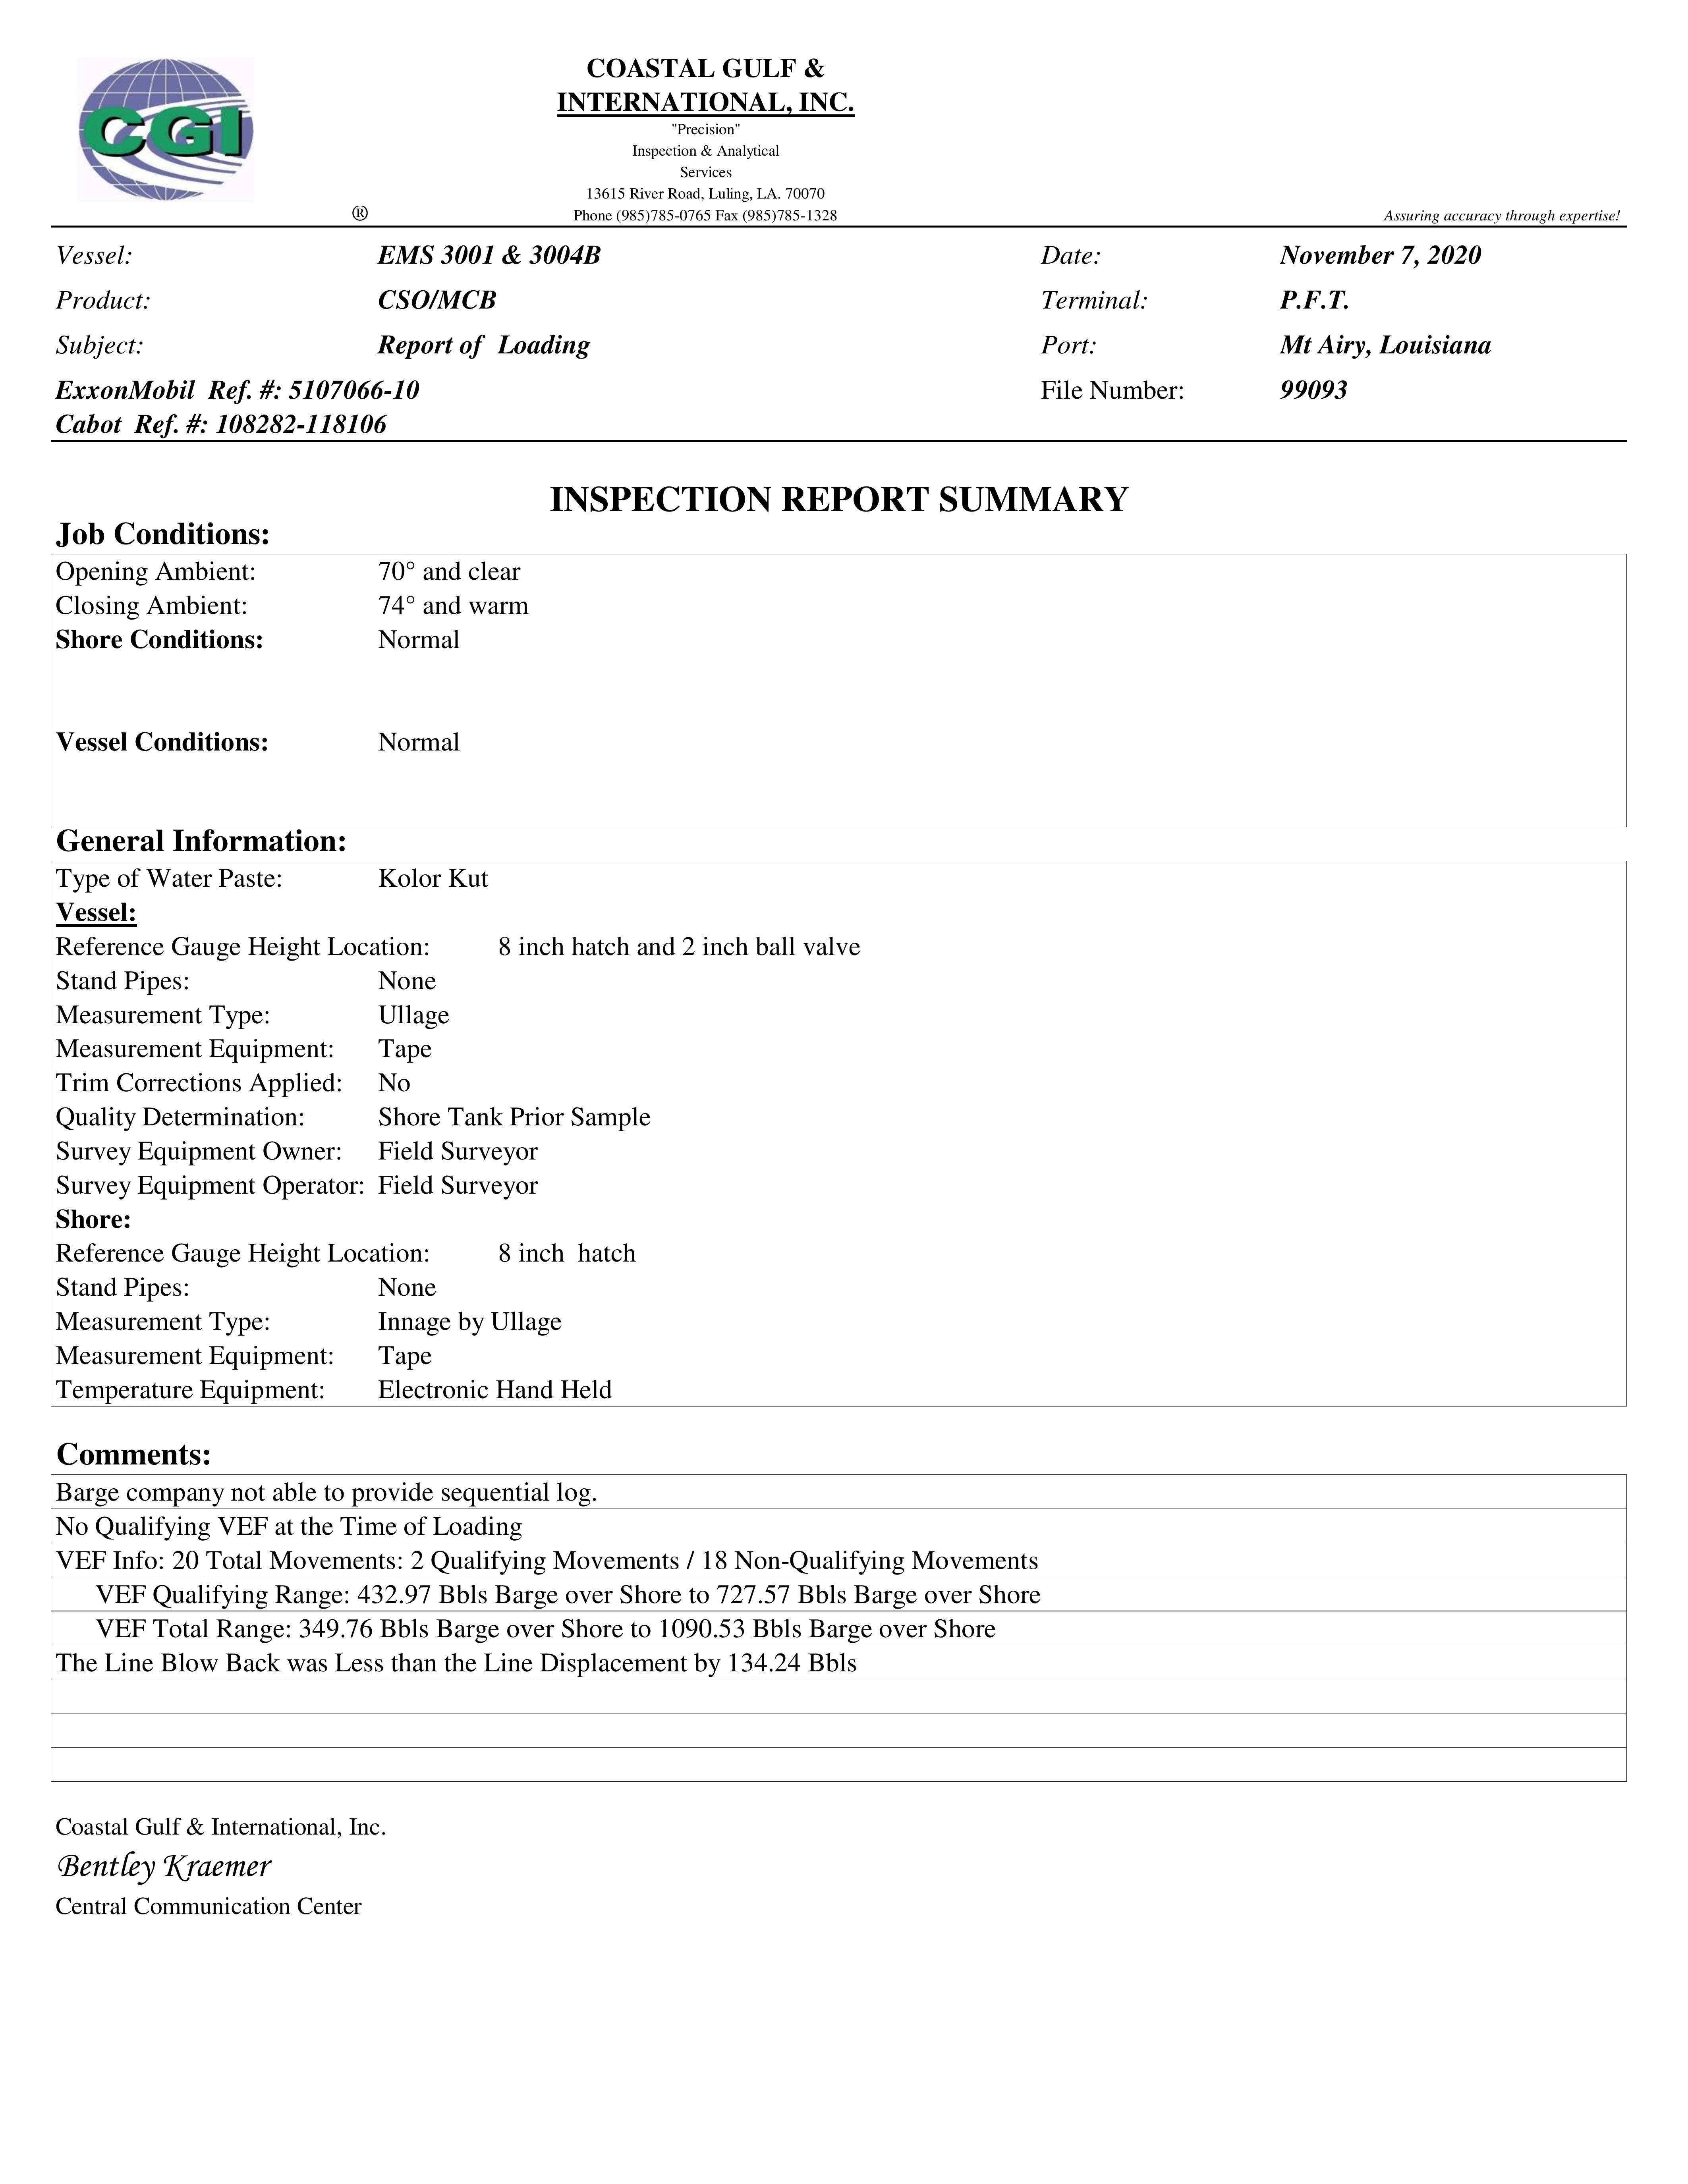 CGI
®
COASTAL GULF &
INTERNATIONAL, INC.
"Precision"
Inspection & Analytical
Services
13615 River Road, Luling, LA. 70070
Phone (985)785-0765 Fax (985)785-1328
Assuring accuracy through expertise!
Vessel: EMS 3001 & 3004B Date: November 7, 2020
Product: CSO/MCB Terminal: P.F.T.
Subject: Report of Loading Port: Mt Airy, Louisiana
ExxonMobil Ref. #: 5107066-10 File Number: 99093
Cabot Ref. #: 108282-118106
INSPECTION REPORT SUMMARY
Job Conditions:
Opening Ambient: 70° and clear
Closing Ambient: 74° and warm
Shore Conditions: Normal
Vessel Conditions: Normal
General Information:
Type of Water Paste: Kolor Kut
Vessel:
Reference Gauge Height Location: 8 inch hatch and 2 inch ball valve
Stand Pipes: None
Measurement Type: Ullage
Measurement Equipment: Tape
Trim Corrections Applied: No
Quality Determination: Shore Tank Prior Sample
Survey Equipment Owner: Field Surveyor
Survey Equipment Operator: Field Surveyor
Shore:
Reference Gauge Height Location: 8 inch hatch
Stand Pipes: None
Measurement Type: Innage by Ullage
Measurement Equipment: Tape
Temperature Equipment: Electronic Hand Held
Comments:
Barge company not able to provide sequential log.
No Qualifying VEF at the Time of Loading
VEF Info: 20 Total Movements: 2 Qualifying Movements / 18 Non-Qualifying Movements
VEF Qualifying Range: 432.97 Bbls Barge over Shore to 727.57 Bbls Barge over Shore
VEF Total Range: 349.76 Bbls Barge over Shore to 1090.53 Bbls Barge over Shore
The Line Blow Back was Less than the Line Displacement by 134.24 Bbls
Coastal Gulf & International, Inc.
Bentley Kraemer
Central Communication Center